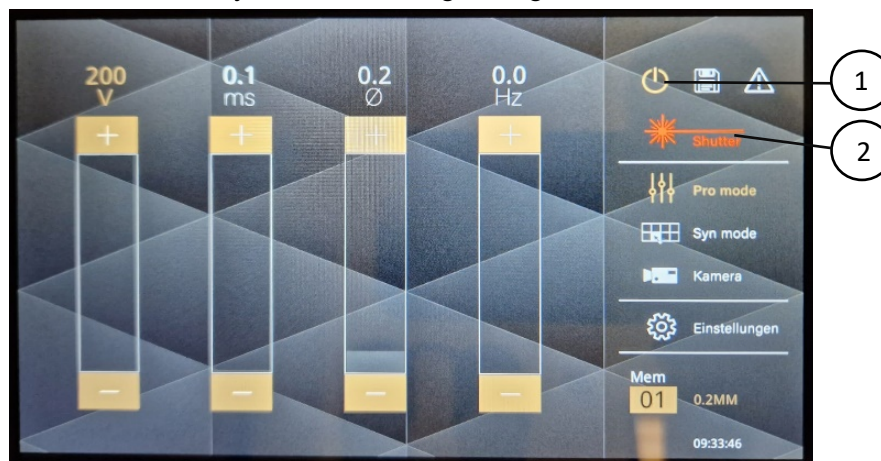 200
V
0.1
ms
0.2
Ø
0.0
Hz
1
Shutter
2
Pro mode
Syn mode
Kamera
Einstellungen
Mem
01
0.2MM
09:33:46